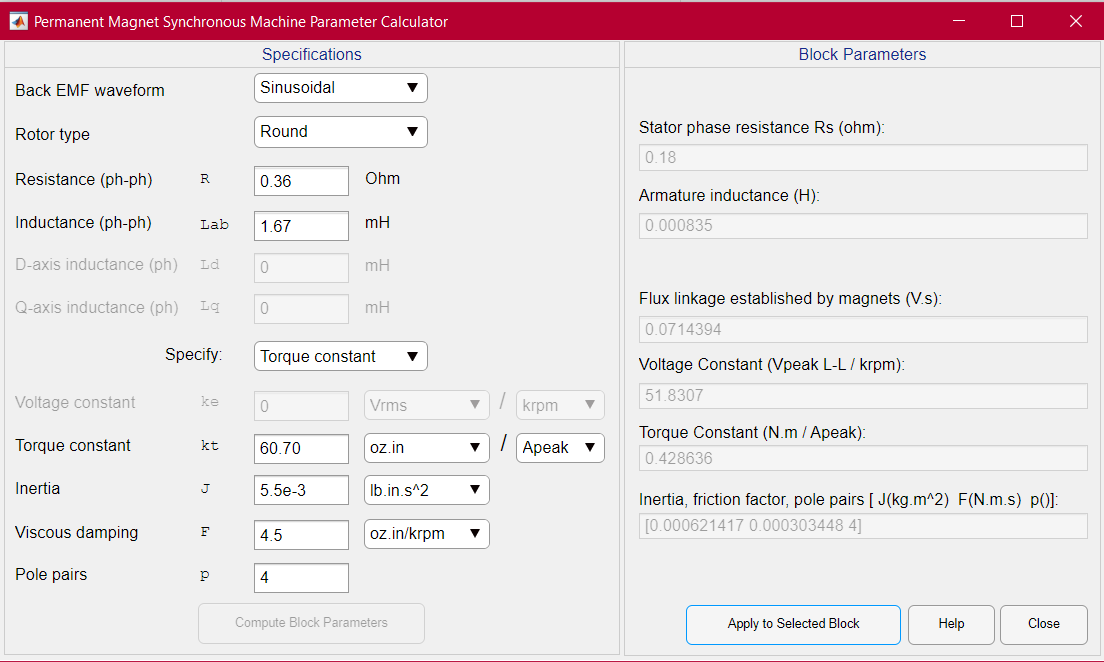 Permanent Magnet Synchronous Machine Parameter Calculator
Specifications
Back EMF waveform Sinusoidal
Rotor type Round
Resistance (ph-ph) R 0.36 Ohm
Inductance (ph-ph) Lab 1.67 mH
D-axis inductance (ph) Ld 0 mH
Q-axis inductance (ph) Lq 0 mH
Specify: Torque constant
Voltage constant ke 0 Vrms / krpm
Torque constant kt 60.70 oz.in / Apeak
Inertia J 5.5e-3 lb.in.s^2
Viscous damping F 4.5 oz.in/krpm
Pole pairs p 4
Compute Block Parameters
Block Parameters
Stator phase resistance Rs (ohm):
0.18
Armature inductance (H):
0.000835
Flux linkage established by magnets (V.s):
0.0714394
Voltage Constant (Vpeak L-L / krpm):
51.8307
Torque Constant (N.m / Apeak):
0.428636
Inertia, friction factor, pole pairs [ J(kg.m^2) F(N.m.s) p()]:
[0.000621417 0.000303448 4]
Apply to Selected Block Help Close